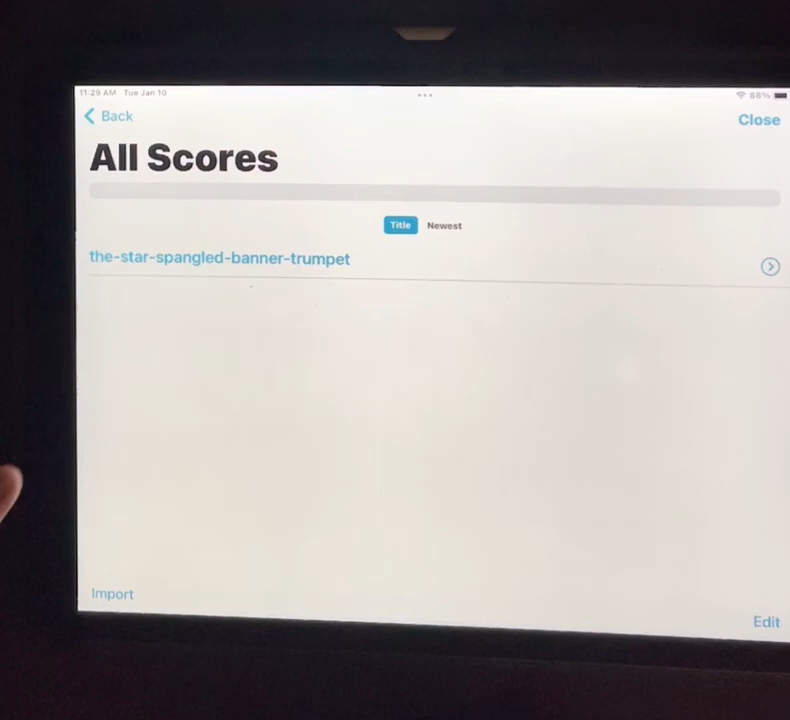 11:29 AM Tue Jan 10
88%
Back
Close
All Scores
Title Newest
the-star-spangled-banner-trumpet
Import
Edit